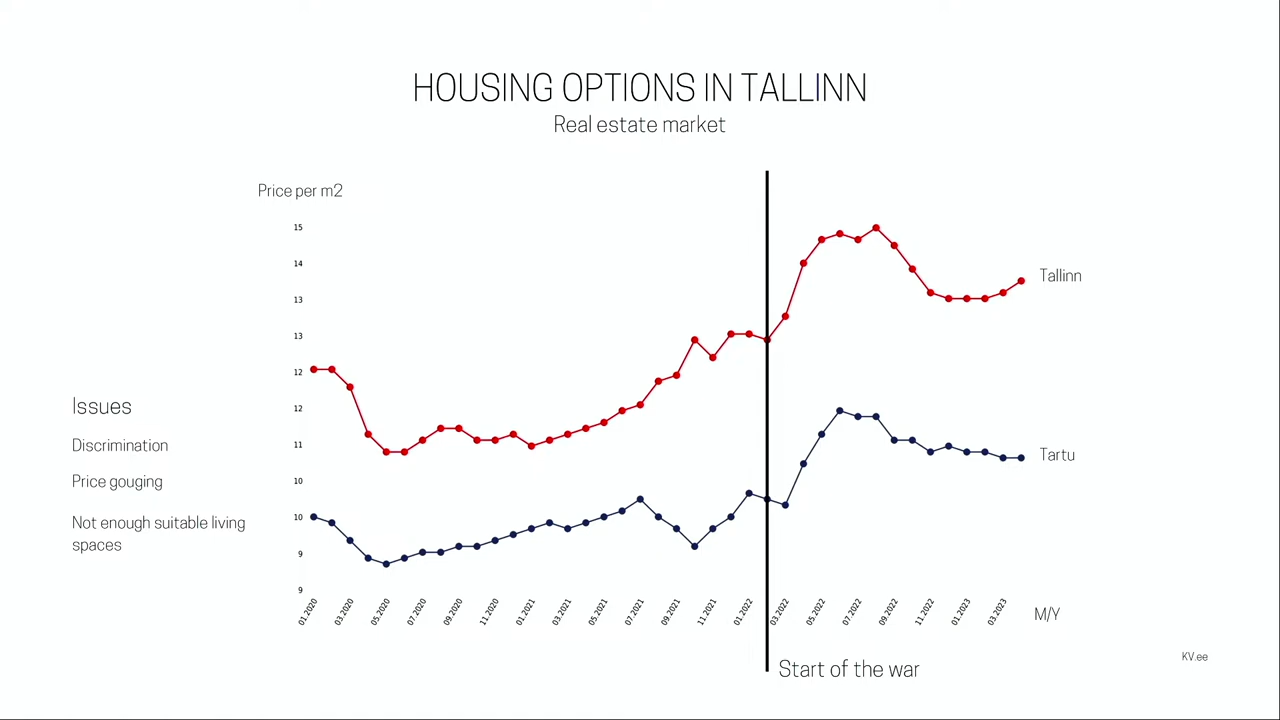 HOUSING OPTIONS IN TALLINN
Real estate market
Price per m2
15
14
13
13
12
12
11
10
10
9
9
Tallinn
Tartu
Issues
Discrimination
Price gouging
Not enough suitable living
spaces
01.2020
03.2020
05.2020
07.2020
09.2020
11.2020
01.2021
03.2021
05.2021
07.2021
09.2021
11.2021
01.2022
03.2022
05.2022
07.2022
09.2022
11.2022
01.2023
03.2023
M/Y
KV.ee
Start of the war